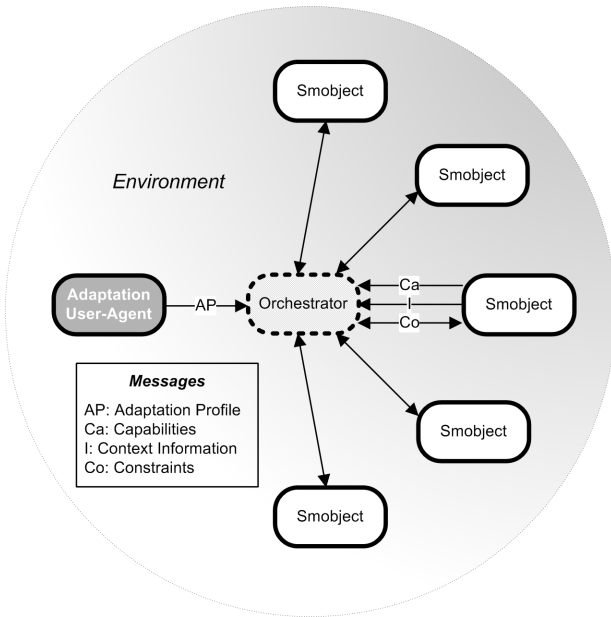 Smobject
Smobject
Environment
Adaptation
User-Agent
AP
Orchestrator
Ca
I
Co
Smobject
Messages
AP: Adaptation Profile
Ca: Capabilities
I: Context Information
Co: Constraints
Smobject
Smobject